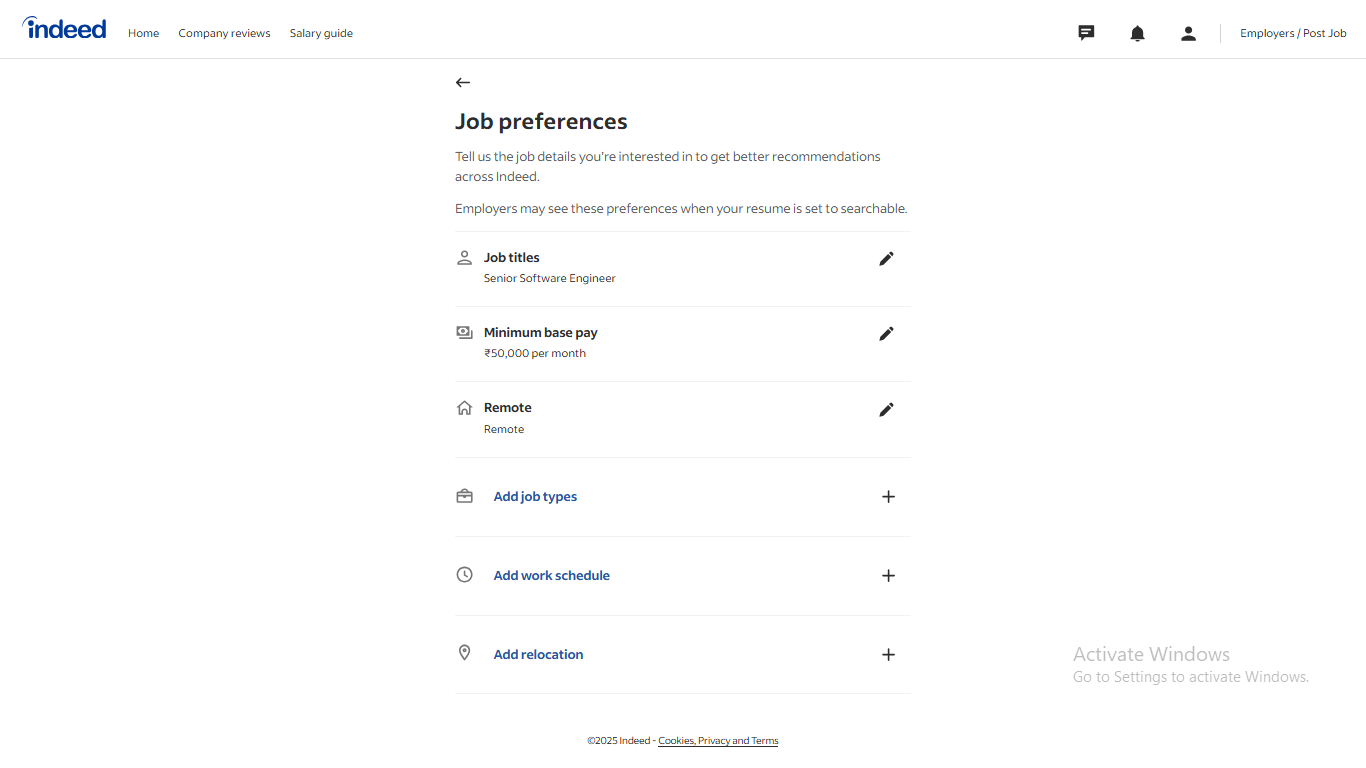 indeed
Home
Company reviews
Salary guide
Employers / Post Job
Job preferences
Tell us the job details you're interested in to get better recommendations
across Indeed.
Employers may see these preferences when your resume is set to searchable.
Job titles
Senior Software Engineer
Minimum base pay
₹50,000 per month
Remote
Remote
Add job types
Add work schedule
Add relocation
Activate Windows
Go to Settings to activate Windows.
©2025 Indeed - Cookies, Privacy and Terms